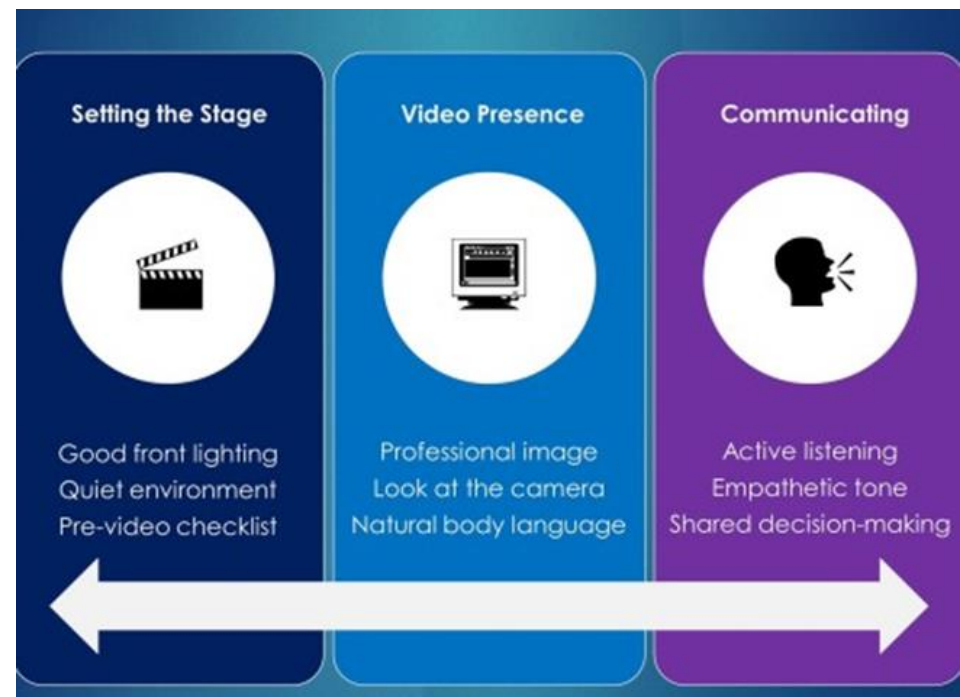 Setting the Stage
Good front lighting
Quiet environment
Pre-video checklist
Video Presence
Professional image
Look at the camera
Natural body language
Communicating
Active listening
Empathetic tone
Shared decision-making